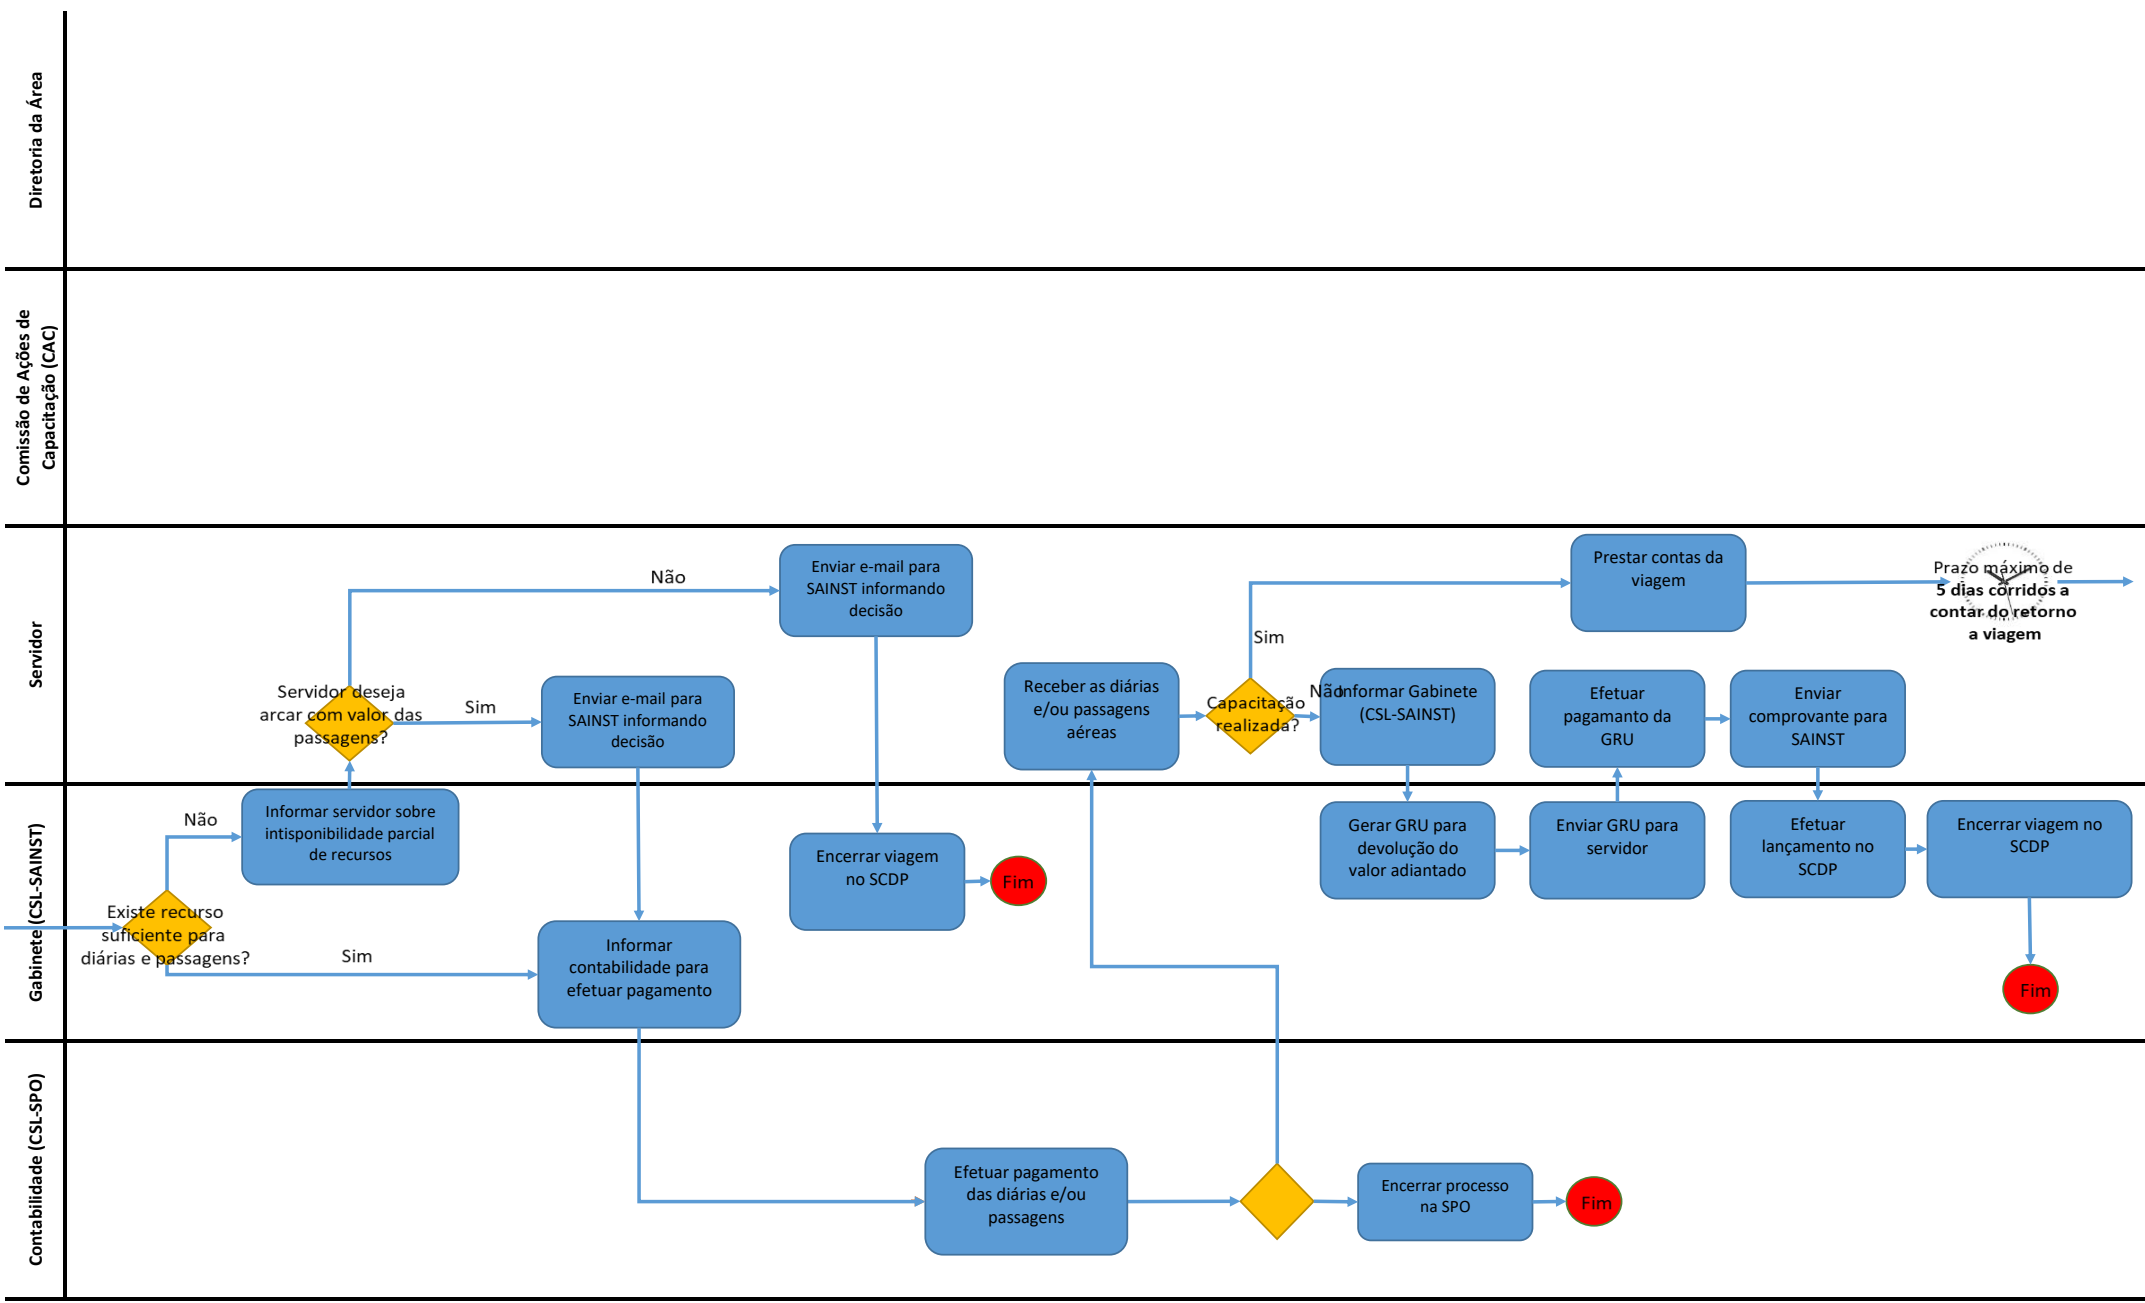 Diretoria da Área
Comissão de Ações de
Capacitação (CAC)
Servidor
Não
Enviar e-mail para
SAINST informando
decisão
Servidor deseja
arcar com valor das
passagens?
Sim
Enviar e-mail para
SAINST informando
decisão
Receber as diárias
e/ou passagens
aéreas
Capacitação
realizada?
Sim
Prestar contas da
viagem
Prazo máximo de
5 dias corridos a
contar do retorno
a viagem
Não
Informar Gabinete
(CSL-SAINST)
Efetuar
pagamanto da
GRU
Enviar
comprovante para
SAINST
Gabinete (CSL-SAINST)
Existe recurso
suficiente para
diárias e passagens?
Não
Informar servidor sobre
intisponibilidade parcial
de recursos
Sim
Informar
contabilidade para
efetuar pagamento
Encerrar viagem
no SCDP
Fim
Gerar GRU para
devolução do
valor adiantado
Enviar GRU para
servidor
Efetuar
lançamento no
SCDP
Encerrar viagem no
SCDP
Fim
Contabilidade (CSL-SPO)
Efetuar pagamento
das diárias e/ou
passagens
Encerrar processo
na SPO
Fim